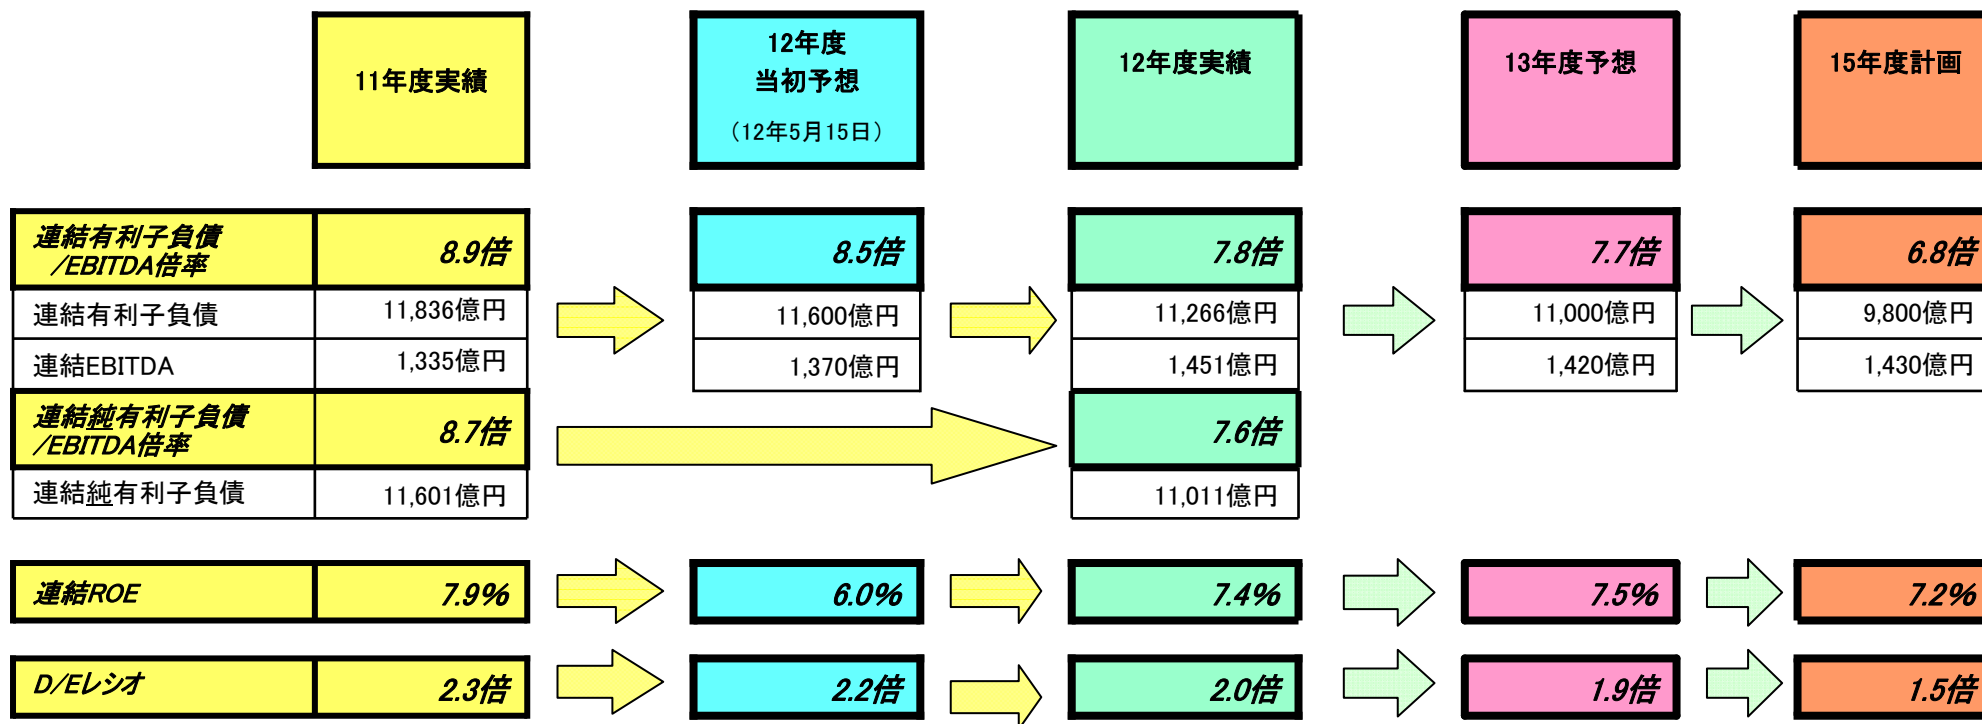 11年度実績
12年度
当初予想
（12年5月15日）
12年度実績
13年度予想
15年度計画
連結有利子負債
/EBITDA倍率
8.9倍
8.5倍
7.8倍
7.7倍
6.8倍
連結有利子負債
11,836億円
11,600億円
11,266億円
11,000億円
9,800億円
連結EBITDA
1,335億円
1,370億円
1,451億円
1,420億円
1,430億円
連結純有利子負債
/EBITDA倍率
8.7倍
7.6倍
連結純有利子負債
11,601億円
11,011億円
連結ROE
7.9%
6.0%
7.4%
7.5%
7.2%
D/Eレシオ
2.3倍
2.2倍
2.0倍
1.9倍
1.5倍